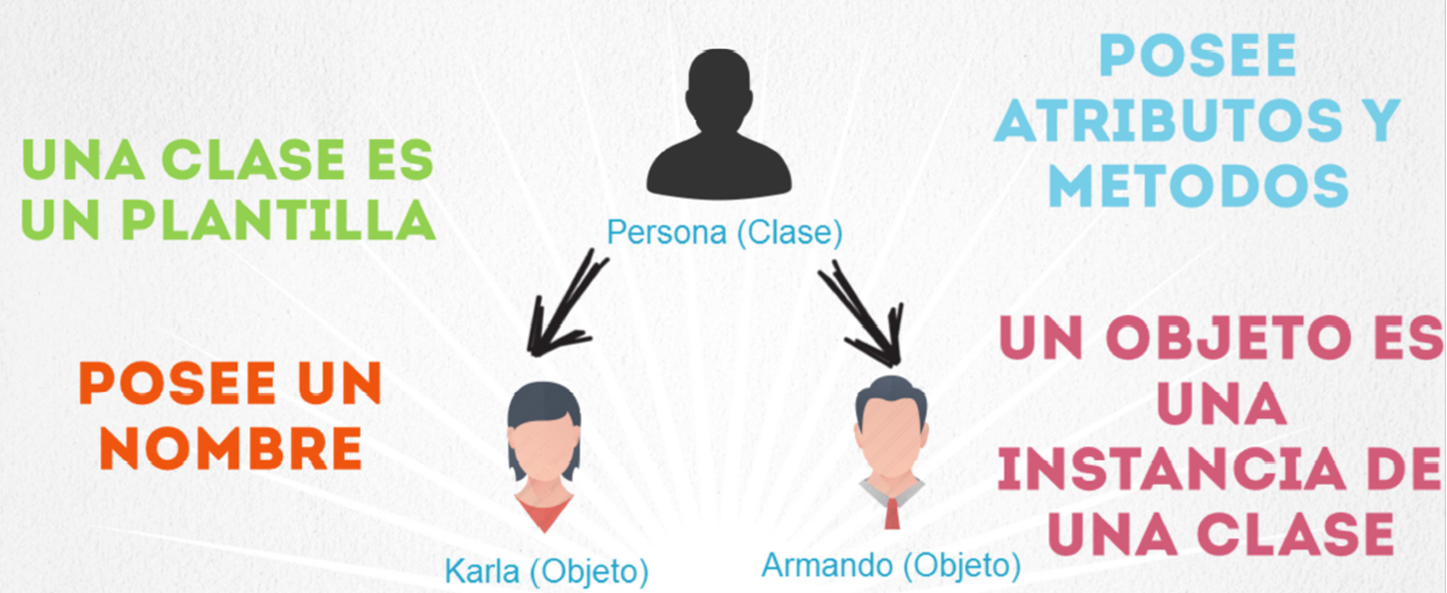 UNA CLASE ES
UN PLANTILLA
POSEE UN
NOMBRE
Persona (Clase)
Karla (Objeto)
Armando (Objeto)
POSEE
ATRIBUTOS Y
METODOS
UN OBJETO ES
UNA
INSTANCIA DE
UNA CLASE